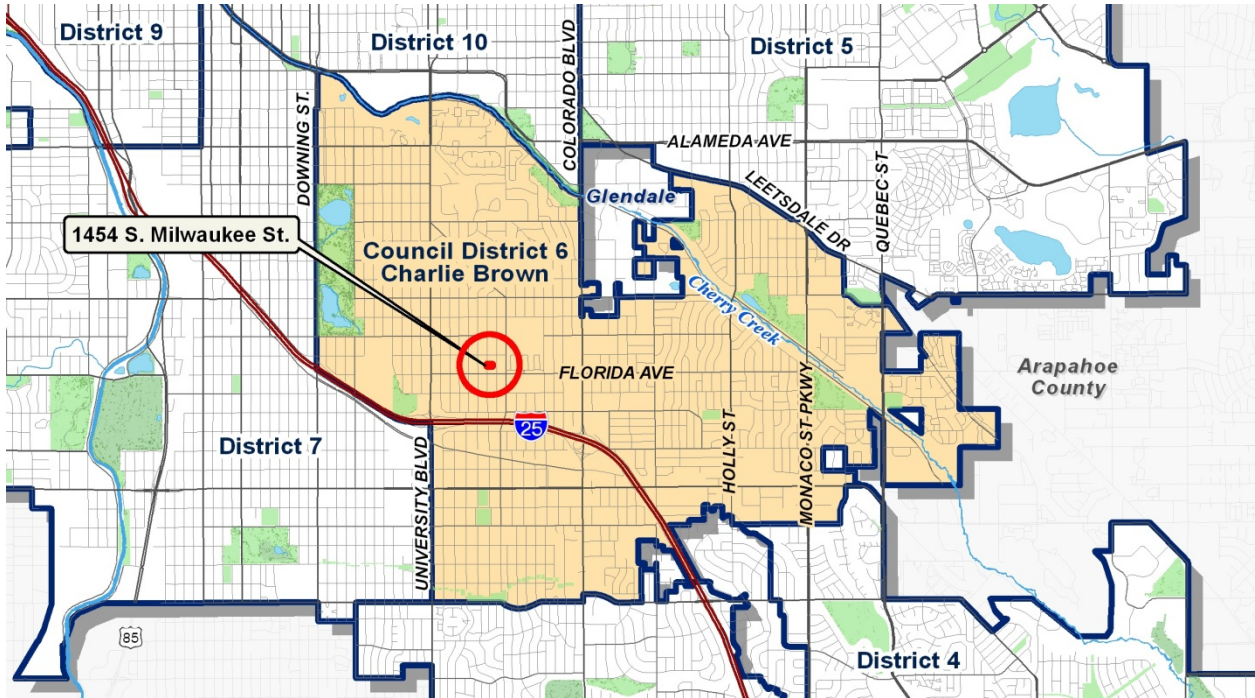 District 9
District 10
District 5
COLORADO BLVD
DOWNING ST.
ALAMEDA AVE
QUEBEC ST
LEETSDALE DR
Glendale
1454 S. Milwaukee St.
Council District 6
Charlie Brown
Cherry Creek
FLORIDA AVE
Arapahoe
County
25
HOLLY ST
MONACO ST PKWY
District 7
UNIVERSITY BLVD
85
District 4